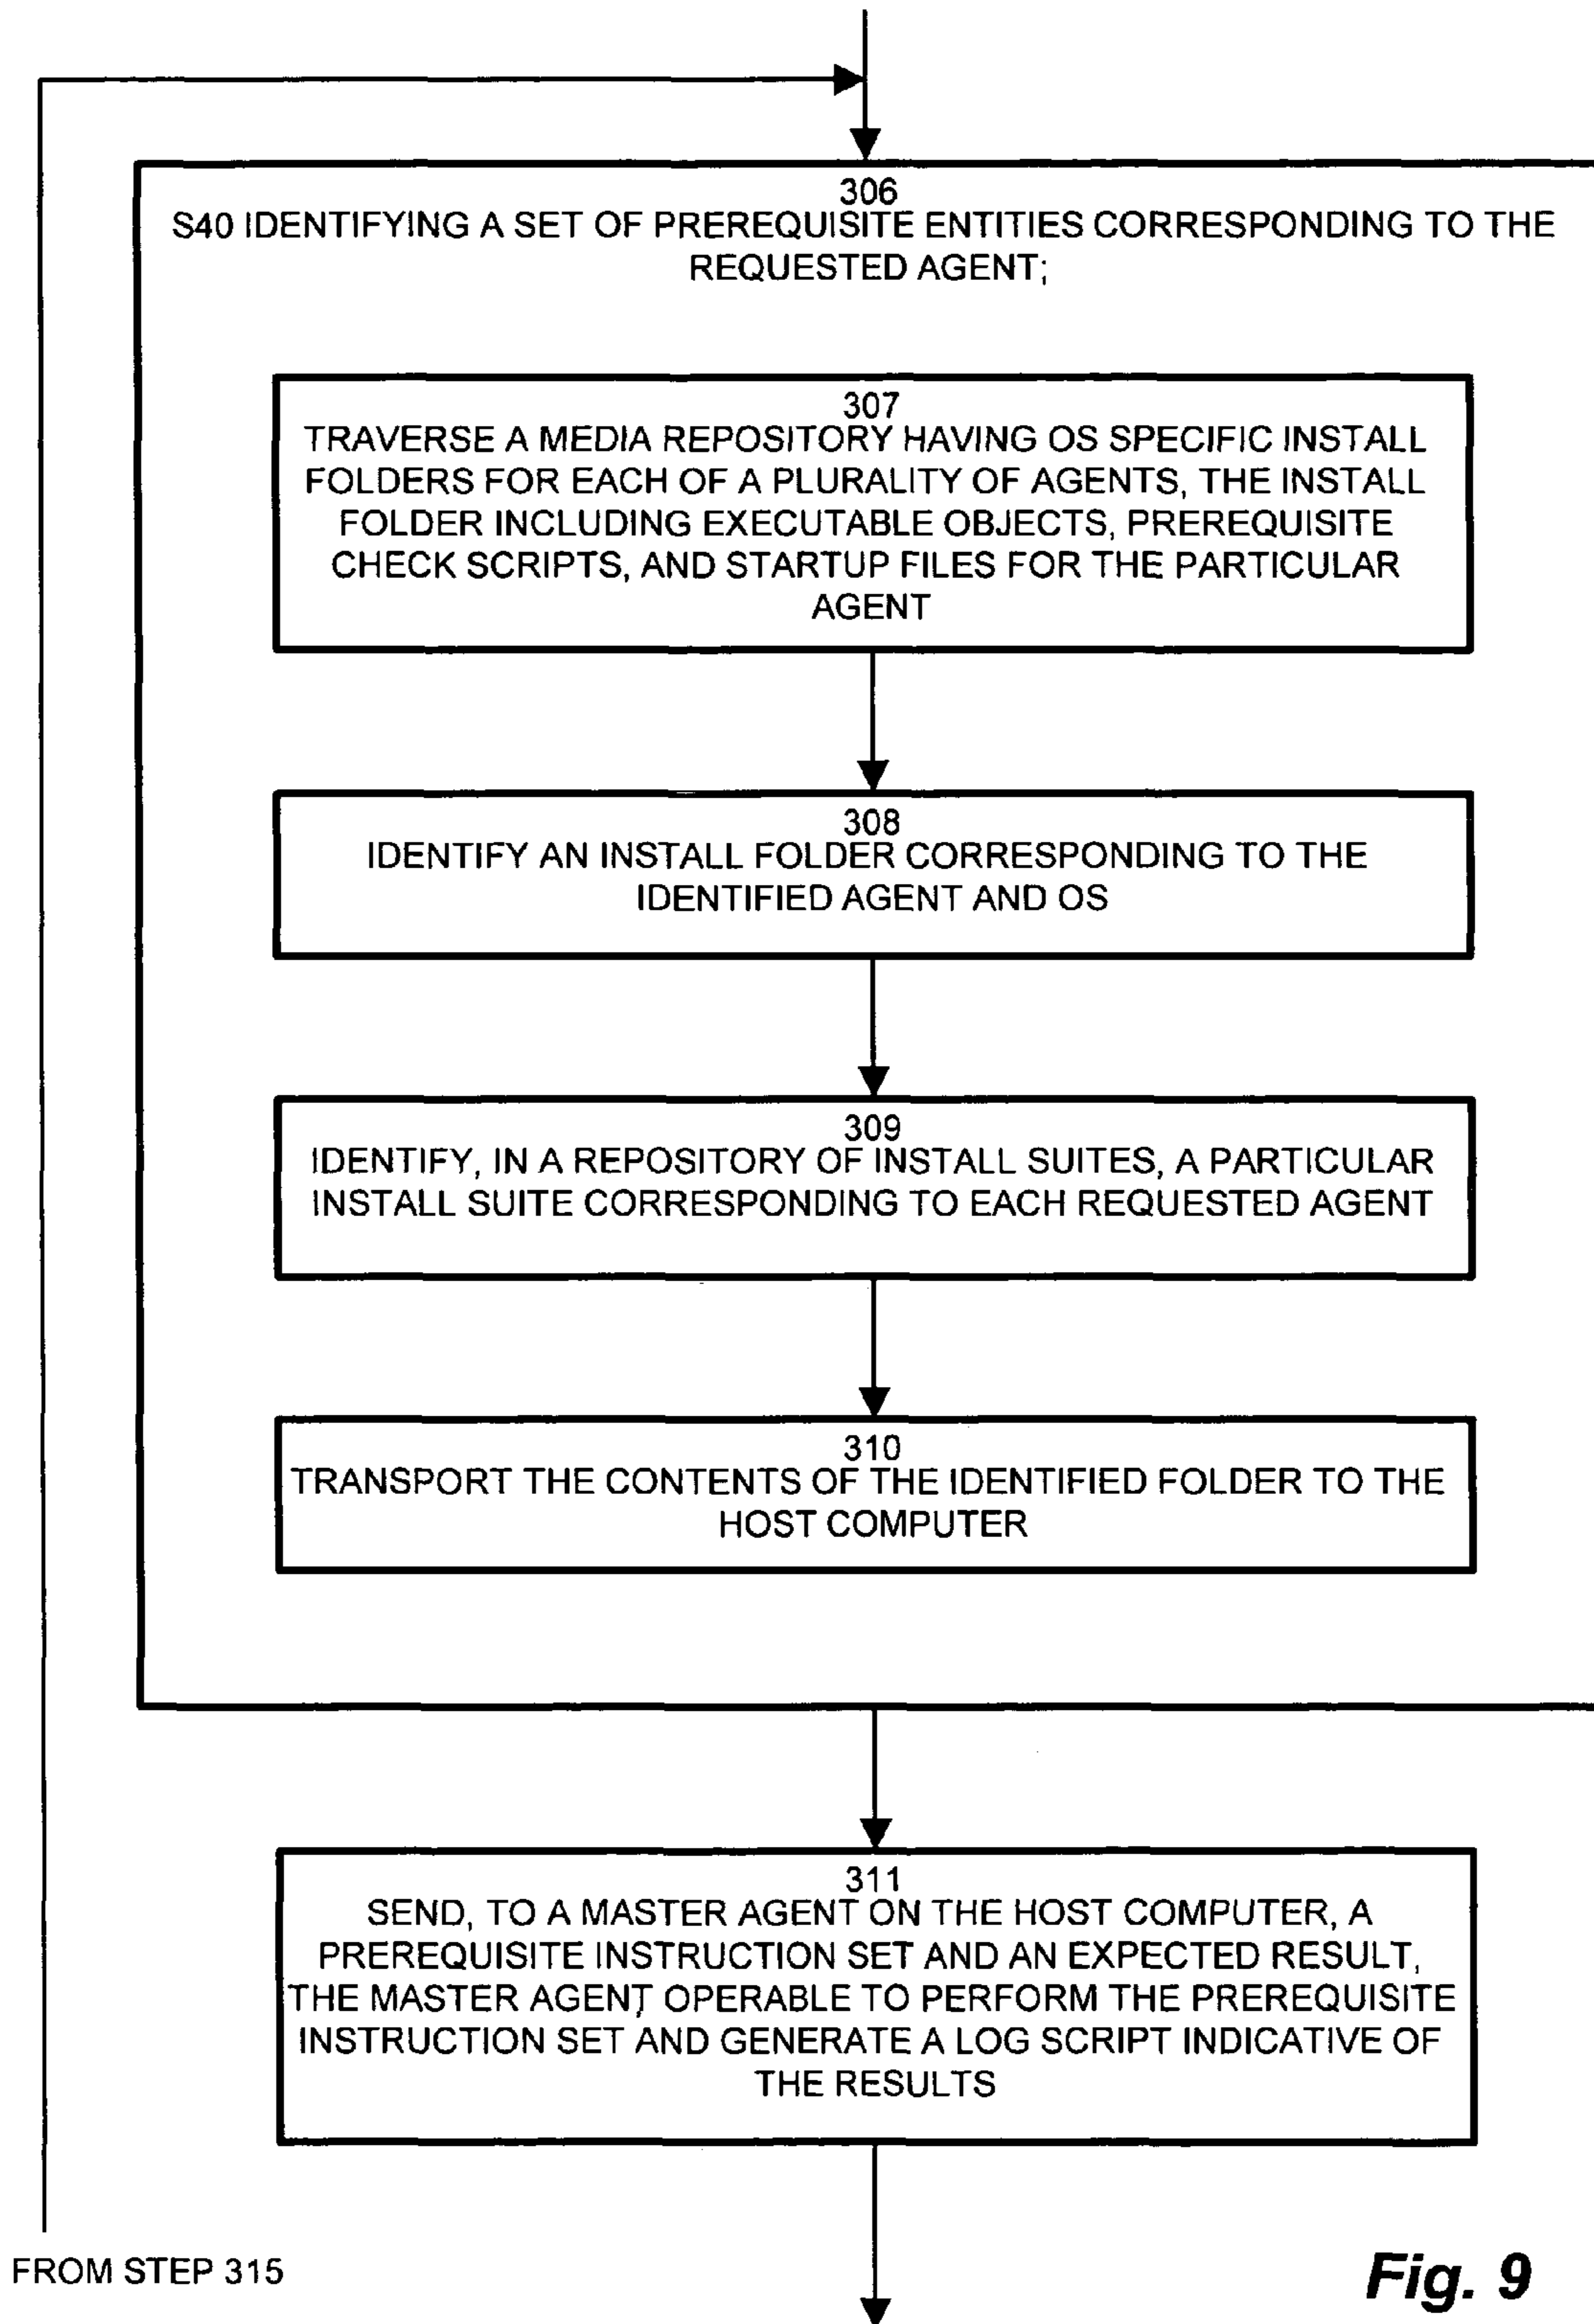 306
S40 IDENTIFYING A SET OF PREREQUISITE ENTITIES CORRESPONDING TO THE
REQUESTED AGENT;
307
TRAVERSE A MEDIA REPOSITORY HAVING OS SPECIFIC INSTALL
FOLDERS FOR EACH OF A PLURALITY OF AGENTS, THE INSTALL
FOLDER INCLUDING EXECUTABLE OBJECTS, PREREQUISITE
CHECK SCRIPTS, AND STARTUP FILES FOR THE PARTICULAR
AGENT
308
IDENTIFY AN INSTALL FOLDER CORRESPONDING TO THE
IDENTIFIED AGENT AND OS
309
IDENTIFY, IN A REPOSITORY OF INSTALL SUITES, A PARTICULAR
INSTALL SUITE CORRESPONDING TO EACH REQUESTED AGENT
310
TRANSPORT THE CONTENTS OF THE IDENTIFIED FOLDER TO THE
HOST COMPUTER
311
SEND, TO A MASTER AGENT ON THE HOST COMPUTER, A
PREREQUISITE INSTRUCTION SET AND AN EXPECTED RESULT,
THE MASTER AGENT OPERABLE TO PERFORM THE PREREQUISITE
INSTRUCTION SET AND GENERATE A LOG SCRIPT INDICATIVE OF
THE RESULTS
FROM STEP 315
Fig. 9